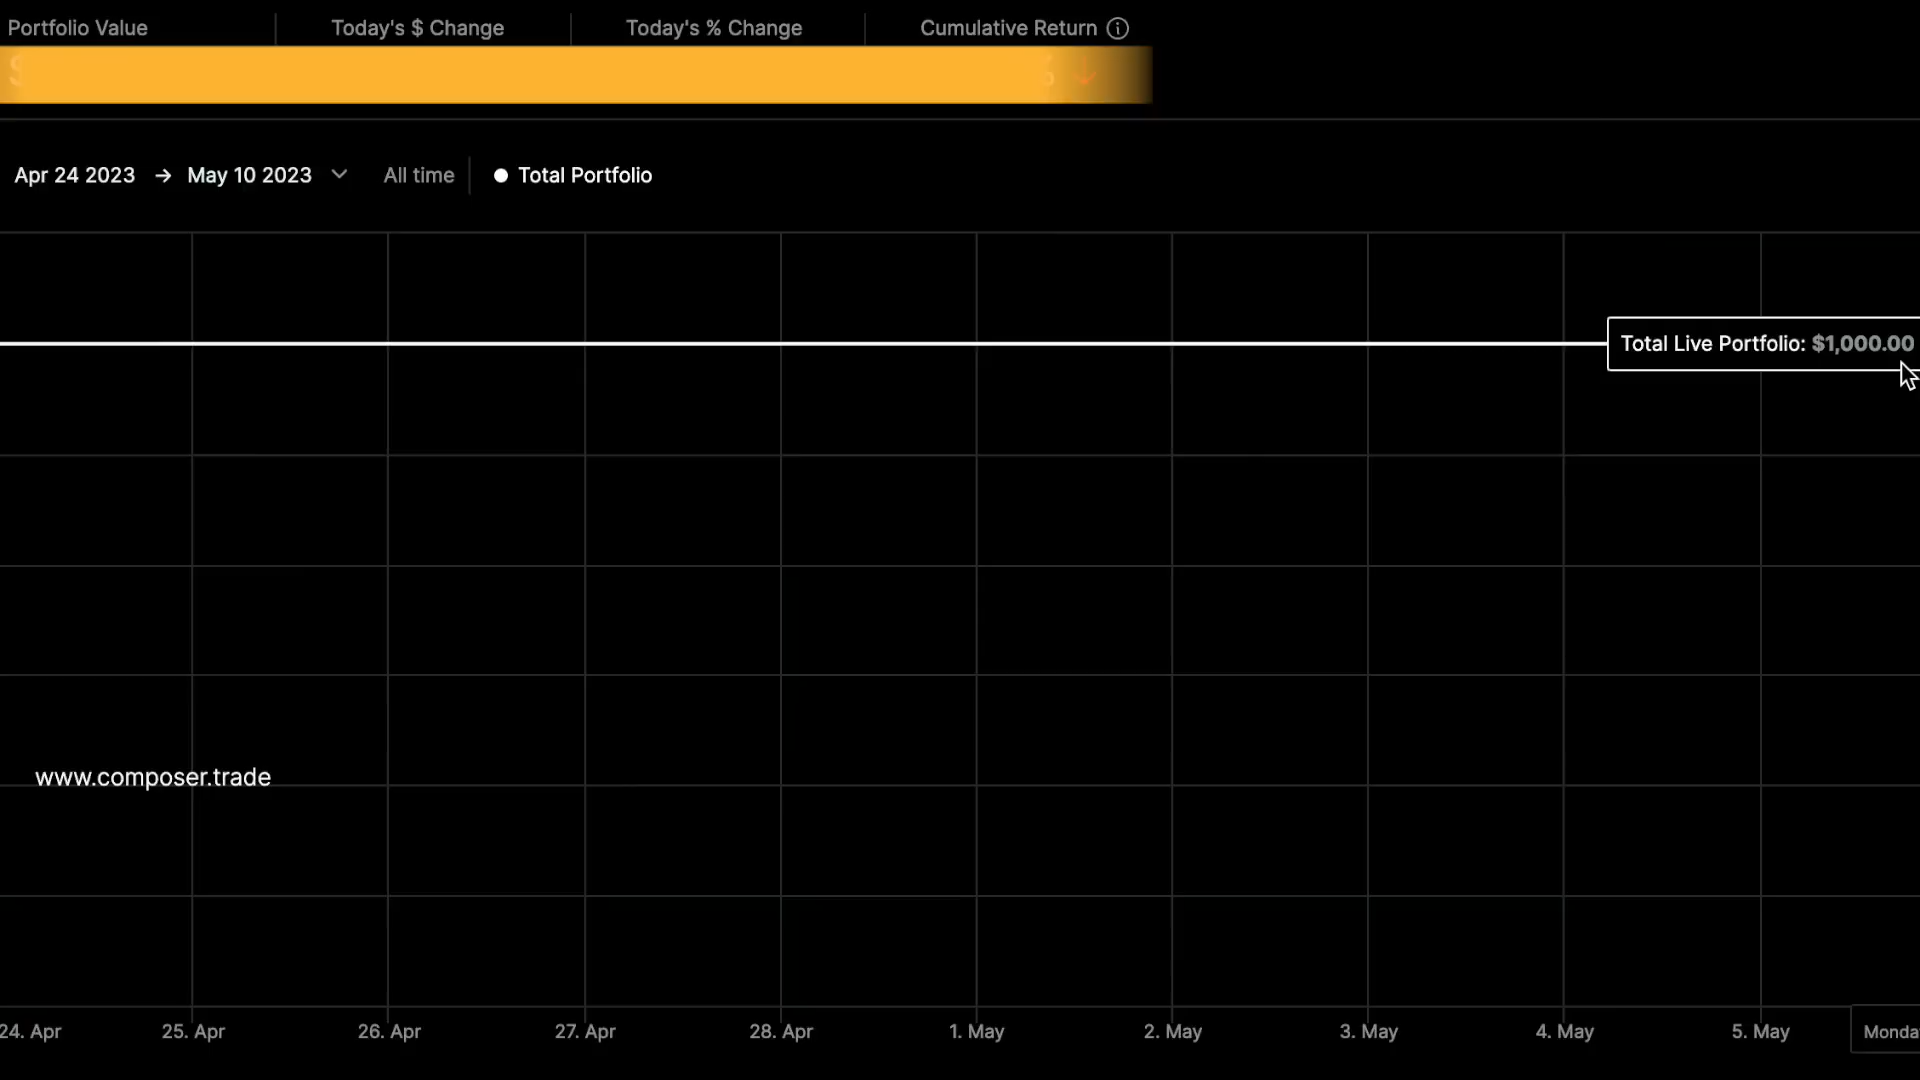 Portfolio Value Today's $ Change Today's % Change Cumulative Return
Apr 24 2023 → May 10 2023 All time Total Portfolio
Total Live Portfolio: $1,000.00
www.composer.trade
24. Apr 25. Apr 26. Apr 27. Apr 28. Apr 1. May 2. May 3. May 4. May 5. May